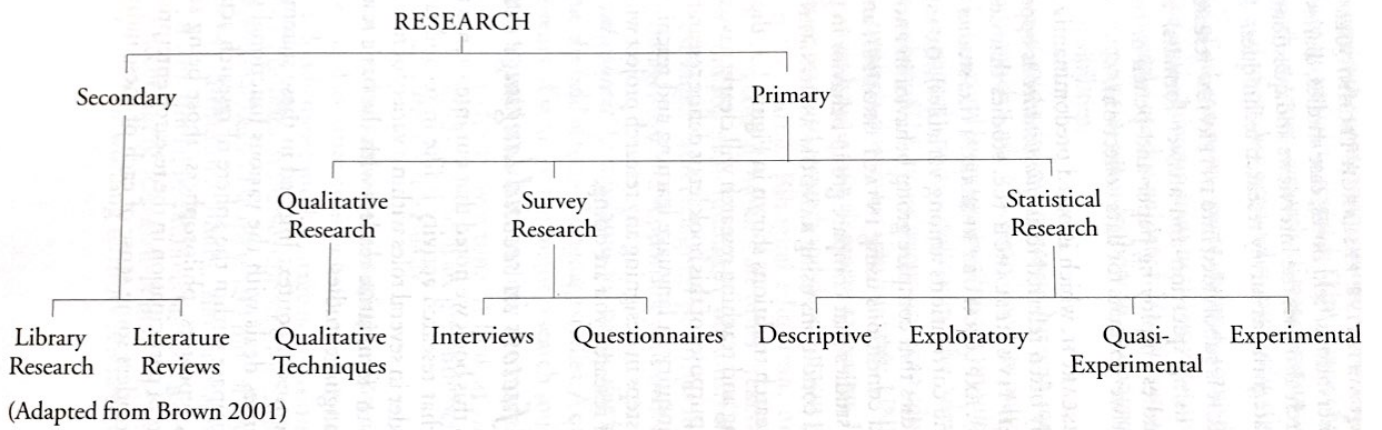 RESEARCH
Secondary
Primary
Qualitative
Research
Survey
Research
Statistical
Research
Library
Research
Literature
Reviews
Qualitative
Techniques
Interviews
Questionnaires
Descriptive
Exploratory
Quasi-
Experimental
Experimental
(Adapted from Brown 2001)